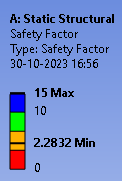 A: Static Structural
Safety Factor
Type: Safety Factor
30-10-2023 16:56
15 Max
10
2.2832 Min
0